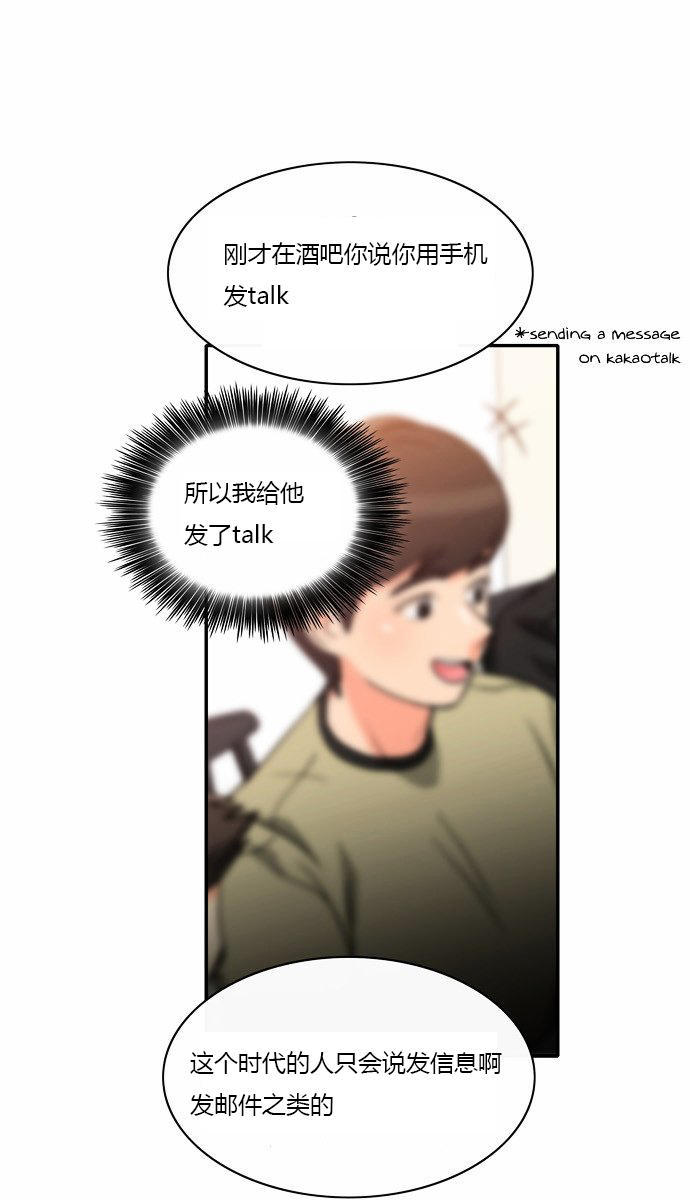 刚才在酒吧你说你用手机
发talk
*sending a message
on kakaotalk
所以我给他
发了talk
这个时代的人只会说发信息啊
发邮件之类的